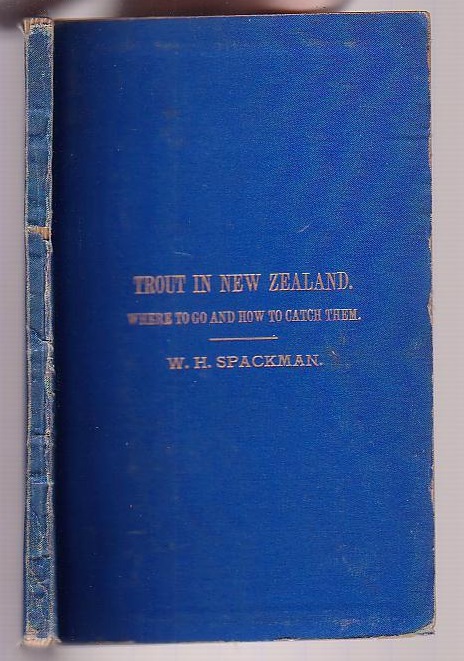 TROUT IN NEW ZEALAND.
WHERE TO GO AND HOW TO CATCH THEM.
W. H. SPACKMAN.